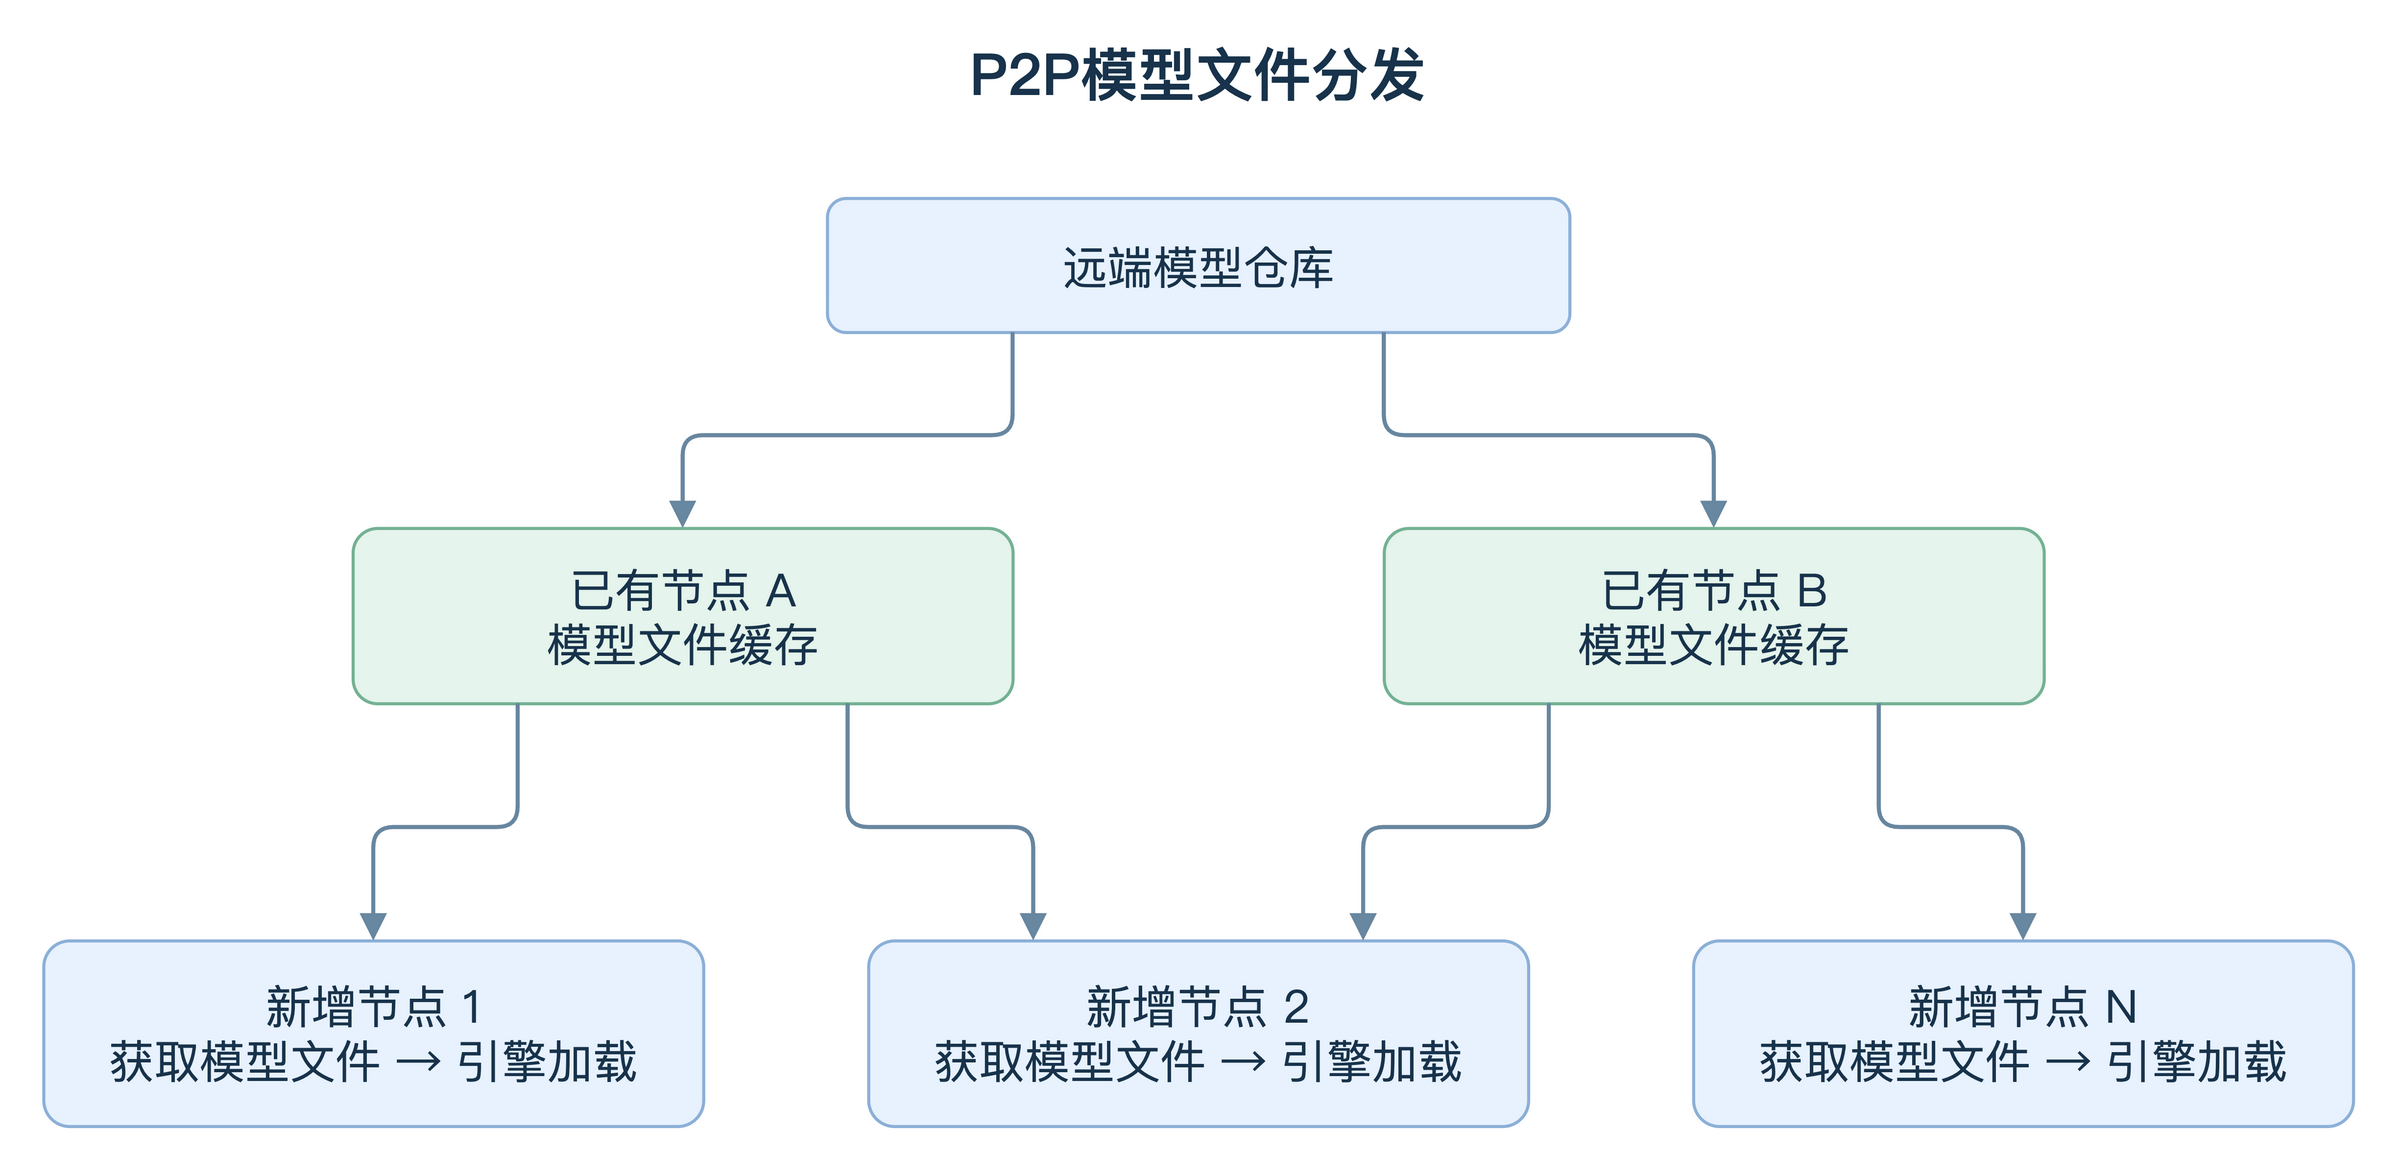 P2P模型文件分发
远端模型仓库
已有节点 A
模型文件缓存
已有节点 B
模型文件缓存
新增节点 1
获取模型文件 → 引擎加载
新增节点 2
获取模型文件 → 引擎加载
新增节点 N
获取模型文件 → 引擎加载